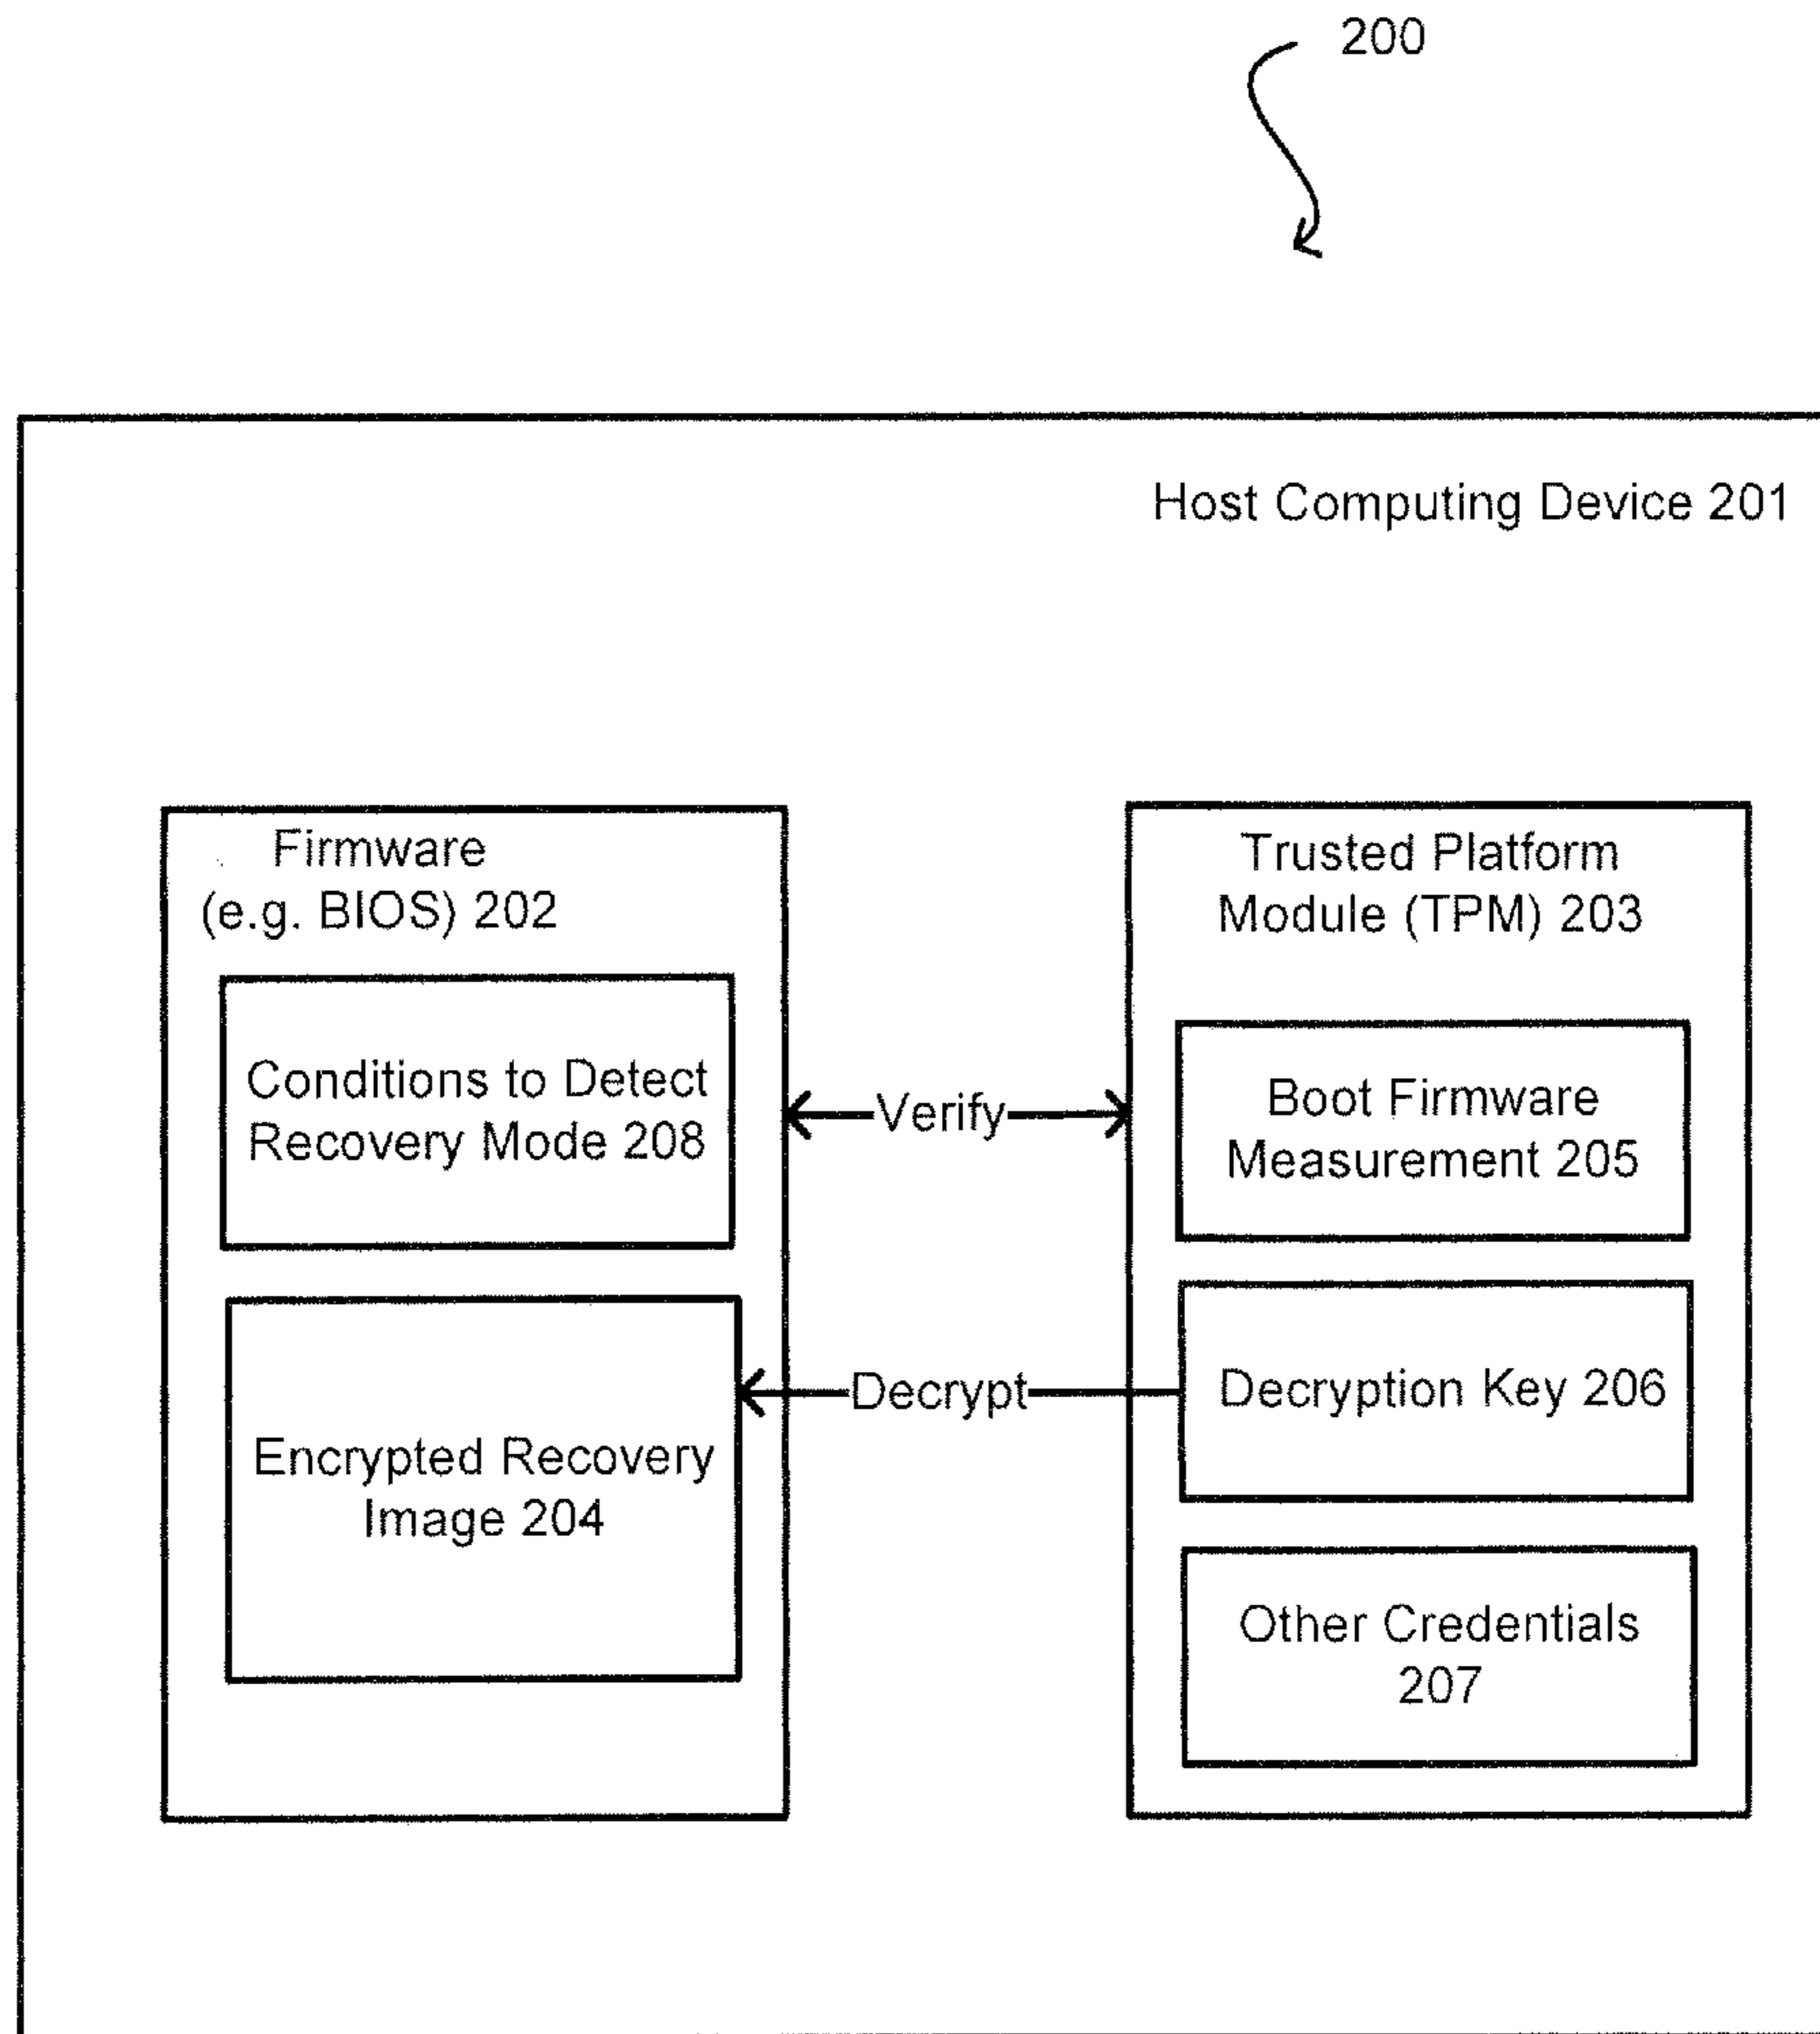 200
Host Computing Device 201
Firmware
(e.g. BIOS) 202
Conditions to Detect
Recovery Mode 208
Encrypted Recovery
Image 204
Verify
Decrypt
Trusted Platform
Module (TPM) 203
Boot Firmware
Measurement 205
Decryption Key 206
Other Credentials
207